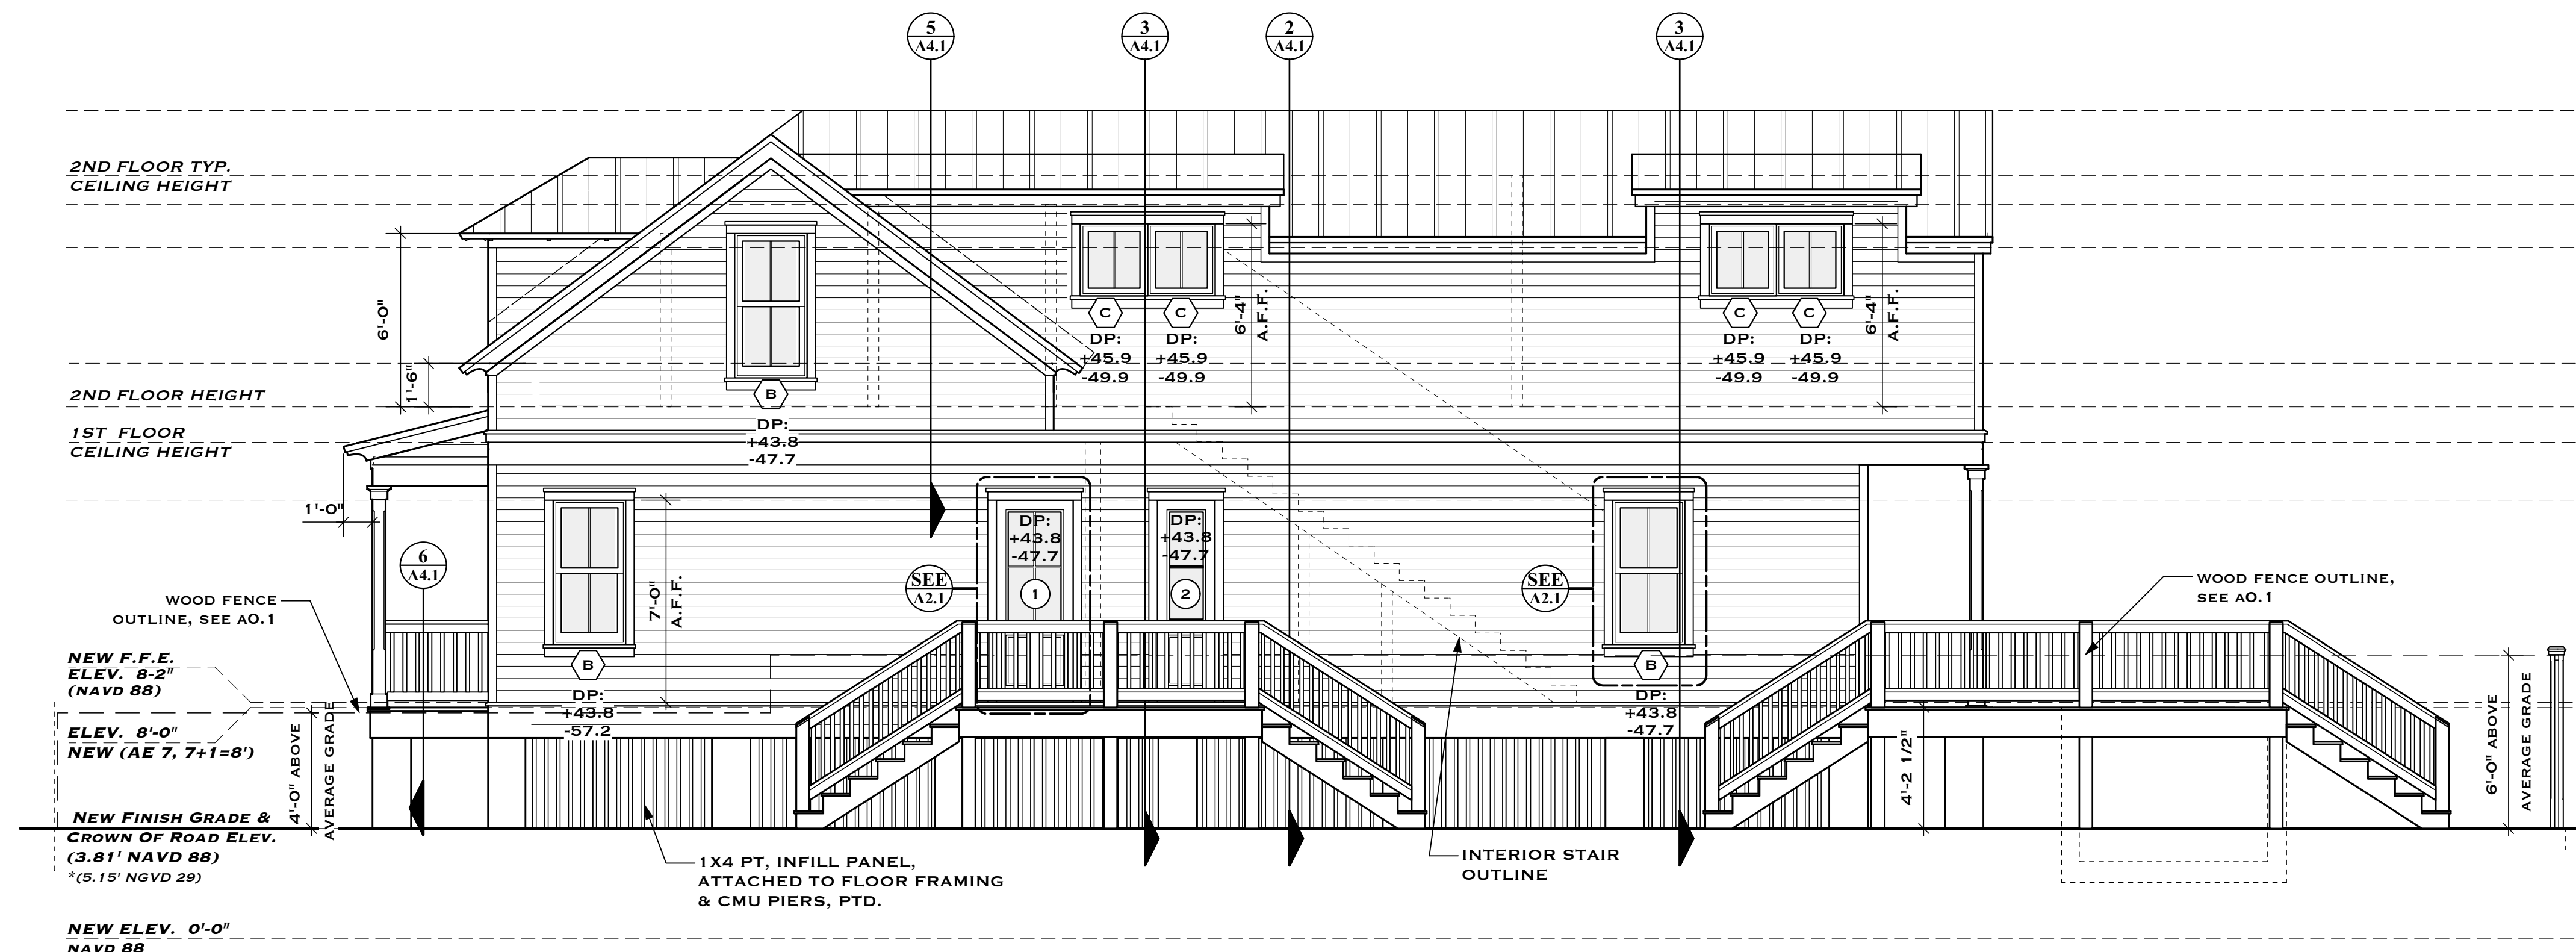 5
A4.1
3
A4.1
2
A4.1
3
A4.1
2ND FLOOR TYP.
CEILING HEIGHT
6'-0"
1'-6"
2ND FLOOR HEIGHT
1ST FLOOR
CEILING HEIGHT
B
DP:
+43.8
-47.7
C
C
DP:
+45.9
-49.9
DP:
+45.9
-49.9
6'-4"
A.F.F.
C
C
DP:
+45.9
-49.9
DP:
+45.9
-49.9
6'-4"
A.F.F.
1'-0"
6
A4.1
7'-0"
A.F.F.
B
DP:
+43.8
-57.2
SEE
A2.1
DP:
+43.8
-47.7
1
DP:
+43.8
-47.7
2
SEE
A2.1
B
DP:
+43.8
-47.7
WOOD FENCE
OUTLINE, SEE A0.1
WOOD FENCE OUTLINE,
SEE A0.1
NEW F.F.E.
ELEV. 8-2"
(NAVD 88)
ELEV. 8'-0"
NEW (AE 7, 7+1=8')
4'-0" ABOVE
AVERAGE GRADE
4'-2 1/2"
6'-0" ABOVE
AVERAGE GRADE
NEW FINISH GRADE &
CROWN OF ROAD ELEV.
(3.81' NAVD 88)
*(5.15' NGVD 29)
1X4 PT, INFILL PANEL,
ATTACHED TO FLOOR FRAMING
& CMU PIERS, PTD.
INTERIOR STAIR
OUTLINE
NEW ELEV. 0'-0"
NAVD 88